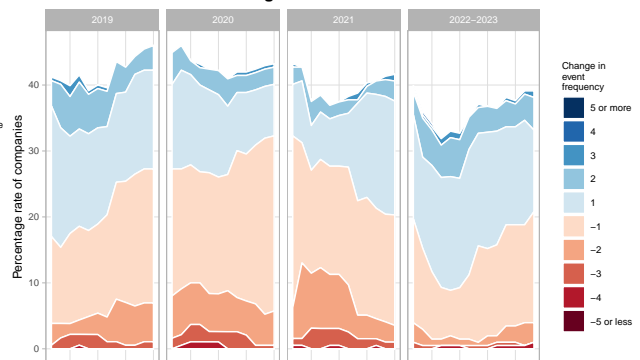 2019
2020
2021
2022–2023
Percentage rate of companies
40
30
20
10
0
Change in
event
frequency
5 or more
4
3
2
1
–1
–2
–3
–4
–5 or less